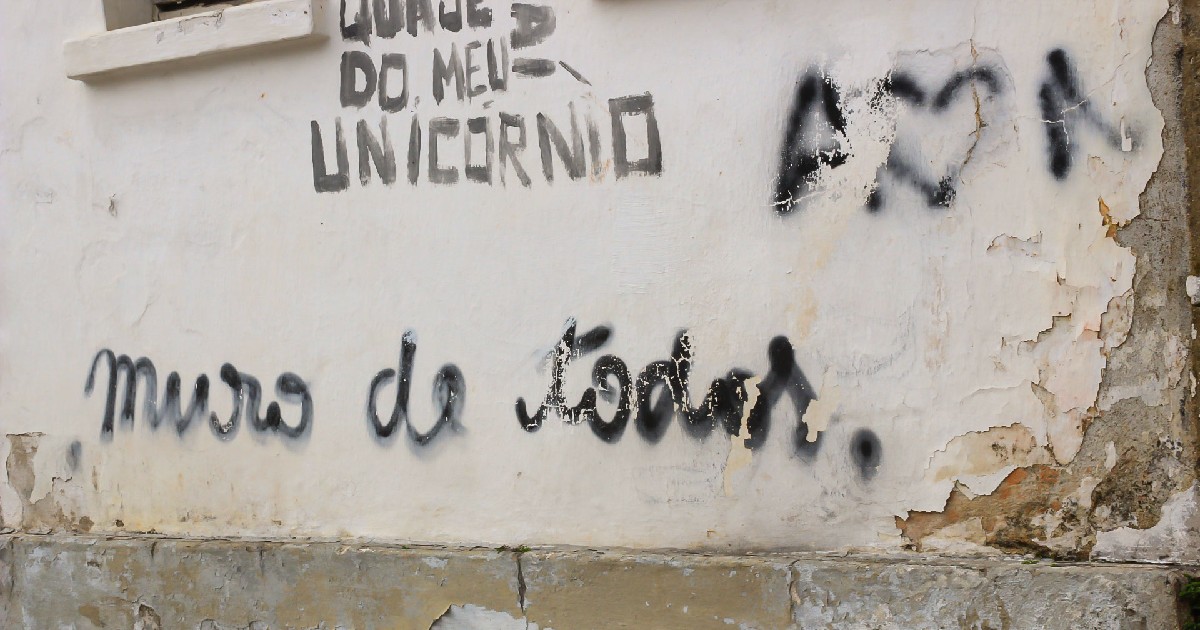 DO MEU
UNICÓRNIO
A
muro de todos.